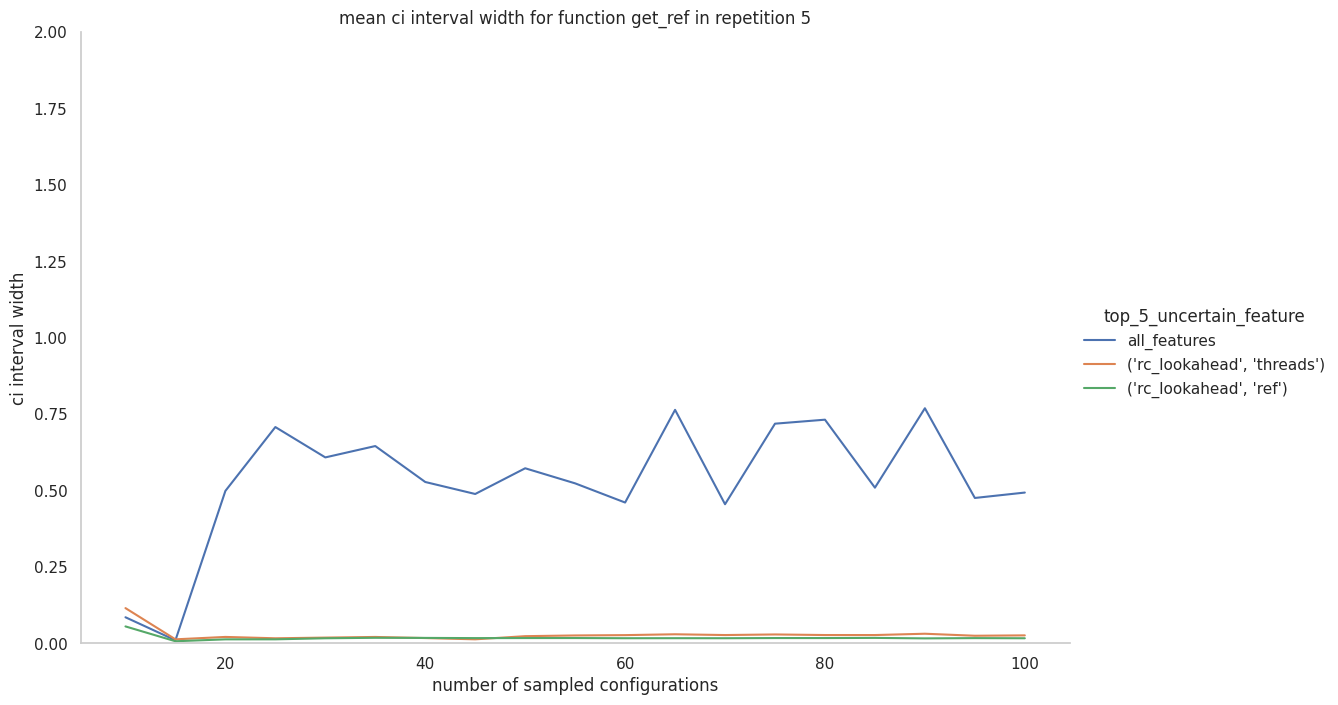 mean ci interval width for function get_ref in repetition 5
2.00
1.75
1.50
1.25
1.00
0.75
0.50
0.25
0.00
ci interval width
20 40 60 80 100
number of sampled configurations
top_5_uncertain_feature
all_features
('rc_lookahead', 'threads')
('rc_lookahead', 'ref')